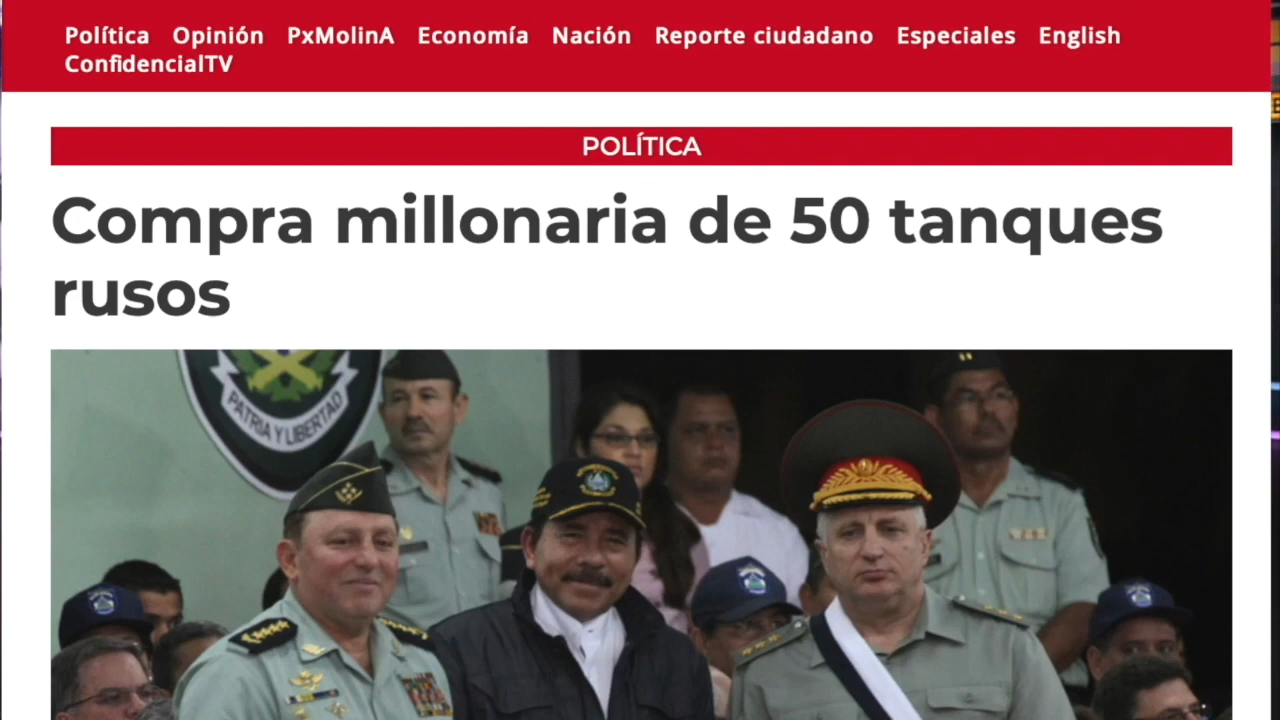 Política Opinión PxMolinA Economía Nación Reporte ciudadano Especiales English
ConfidencialTV
POLÍTICA
Compra millonaria de 50 tanques
rusos
PATRIA Y LIBERTAD